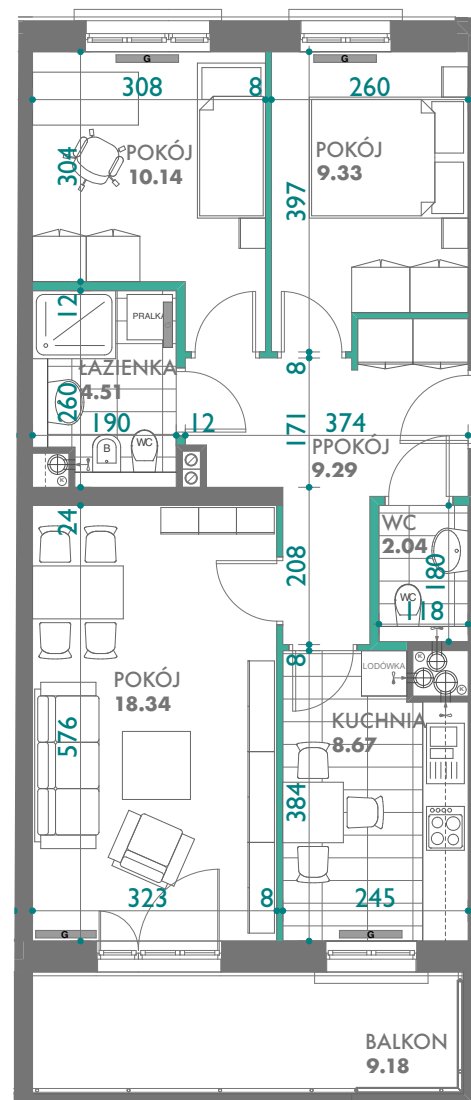 G
G
308
8
260
POKÓJ
10.14
POKÓJ
9.33
304
397
12
PRALKA
ŁAZIENKA
4.51
260
8
190
12
171
374
PPOKÓJ
9.29
B
WC
K
24
WC
2.04
208
180
WC
118
8
LODÓWKA
K
K
POKÓJ
18.34
KUCHNIA
8.67
576
384
323
8
245
G
G
BALKON
9.18